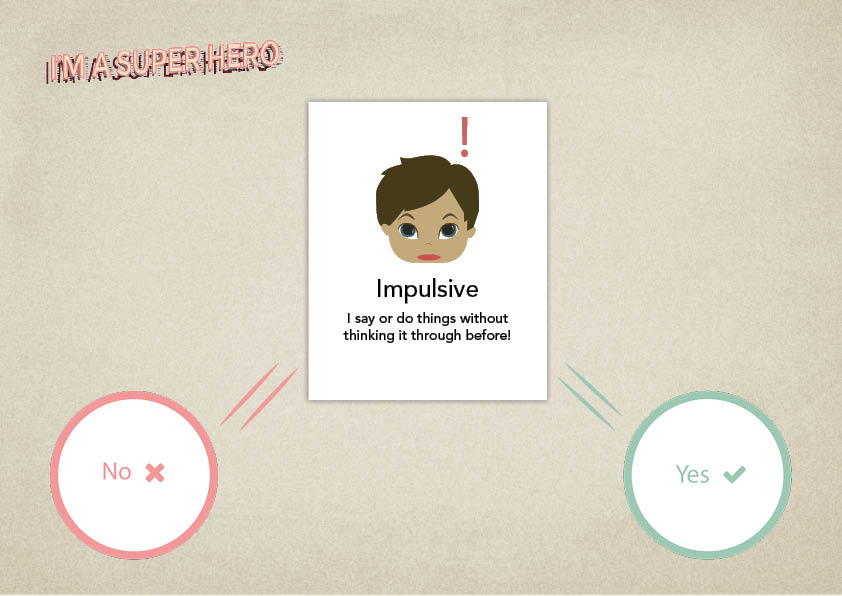 I'M A SUPER HERO
!
Impulsive
I say or do things without
thinking it through before!
No ✖
Yes ✔